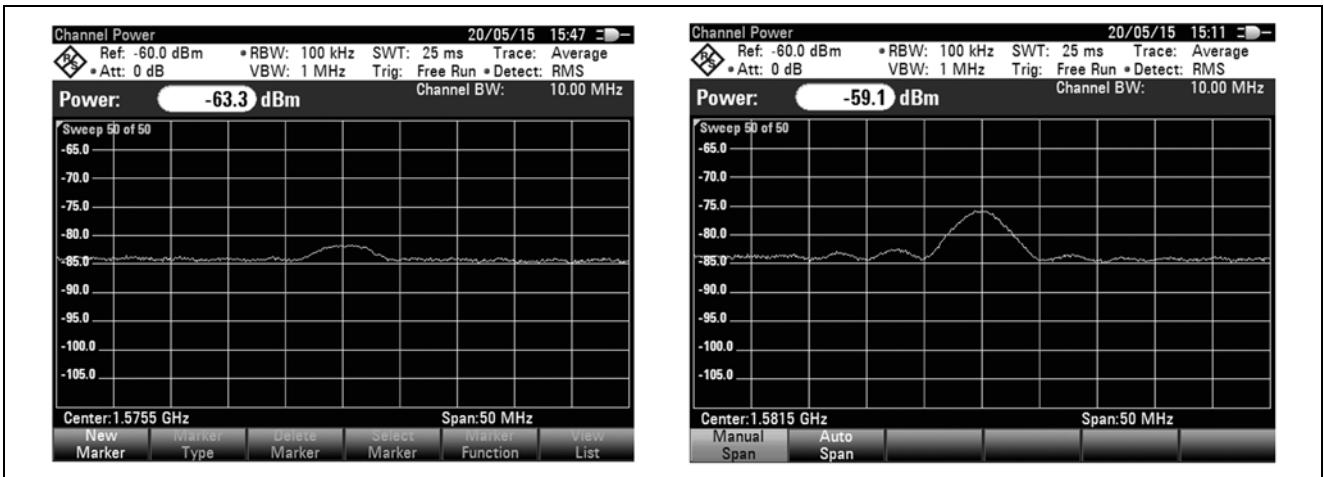 Channel Power 20/05/15 15:47
Ref: -60.0 dBm • RBW: 100 kHz SWT: 25 ms Trace: Average
• Att: 0 dB VBW: 1 MHz Trig: Free Run • Detect: RMS
Power: -63.3 dBm Channel BW: 10.00 MHz
Sweep 50 of 50
-65.0
-70.0
-75.0
-80.0
-85.0
-90.0
-95.0
-100.0
-105.0
Center:1.5755 GHz Span:50 MHz
New Marker Delete Select Marker View
Marker Type Marker Marker Function List
Channel Power 20/05/15 15:11
Ref: -60.0 dBm • RBW: 100 kHz SWT: 25 ms Trace: Average
• Att: 0 dB VBW: 1 MHz Trig: Free Run • Detect: RMS
Power: -59.1 dBm Channel BW: 10.00 MHz
Sweep 50 of 50
-65.0
-70.0
-75.0
-80.0
-85.0
-90.0
-95.0
-100.0
-105.0
Center:1.5815 GHz Span:50 MHz
Manual Auto
Span Span